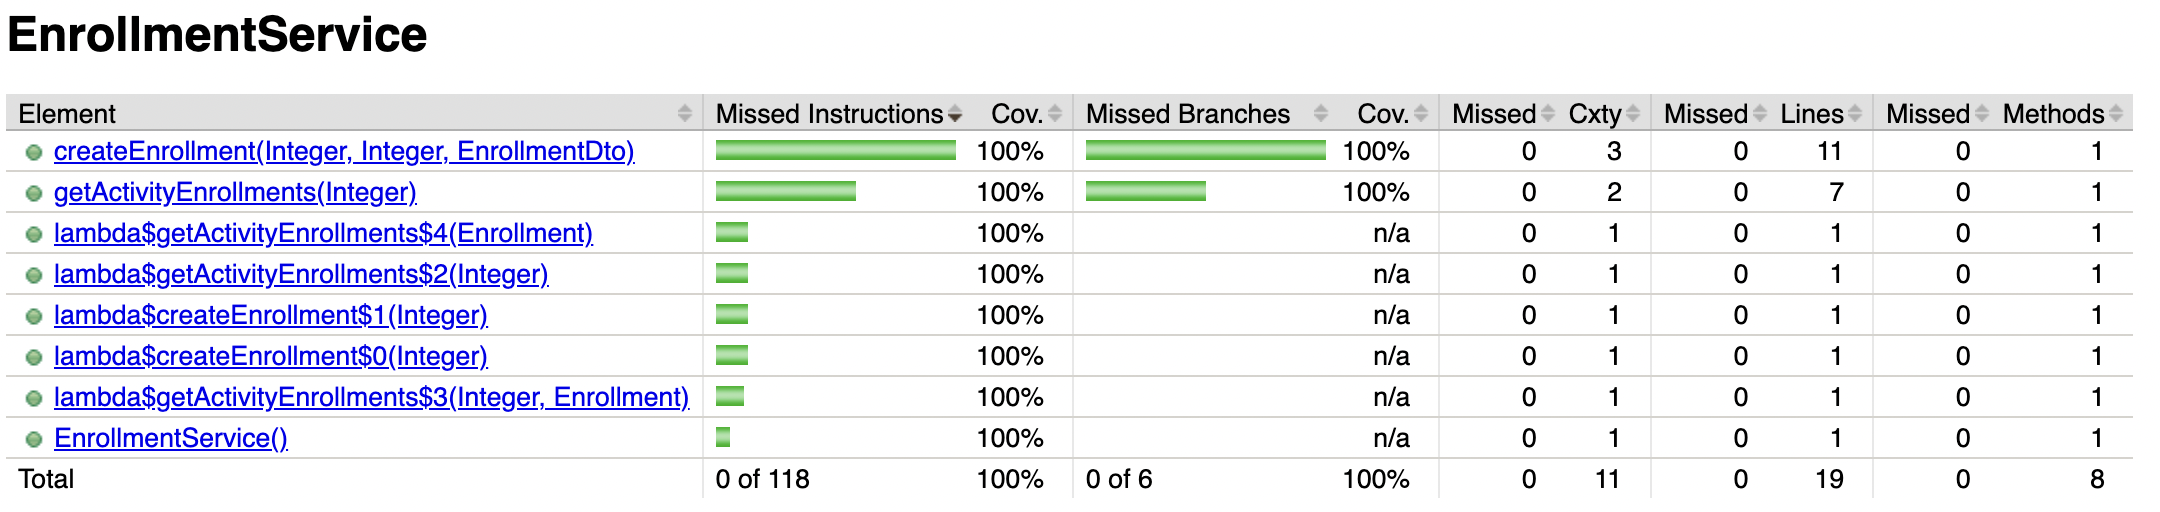 EnrollmentService
Element Missed Instructions Cov. Missed Branches Cov. Missed Cxty Missed Lines Missed Methods
createEnrollment(Integer, Integer, EnrollmentDto) 100% 100% 0 3 0 11 0 1
getActivityEnrollments(Integer) 100% 100% 0 2 0 7 0 1
lambda$getActivityEnrollments$4(Enrollment) 100% n/a 0 1 0 1 0 1
lambda$getActivityEnrollments$2(Integer) 100% n/a 0 1 0 1 0 1
lambda$createEnrollment$1(Integer) 100% n/a 0 1 0 1 0 1
lambda$createEnrollment$0(Integer) 100% n/a 0 1 0 1 0 1
lambda$getActivityEnrollments$3(Integer, Enrollment) 100% n/a 0 1 0 1 0 1
EnrollmentService() 100% n/a 0 1 0 1 0 1
Total 0 of 118 100% 0 of 6 100% 0 11 0 19 0 8